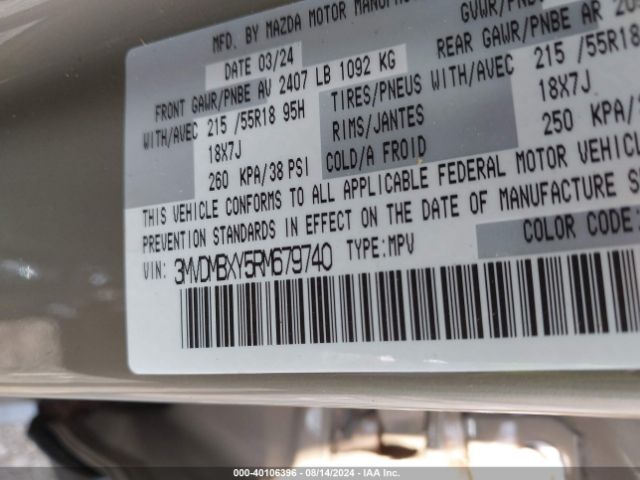 MFD. BY MAZDA MOTOR
GVWR/PNB
DATE 03/24
FRONT GAWR/PNBE AV 2407 LB 1092 KG
REAR GAWR/PNBE AR
WITH/AVEC 215 /55R18 95H
TIRES/PNEUS WITH/AVEC 215 /55R18
18X7J
RIMS/JANTES
18X7J
260 KPA/38 PSI
COLD/A FROID
250 KPA
THIS VEHICLE CONFORMS TO ALL APPLICABLE FEDERAL MOTOR VEHICLE
PREVENTION STANDARDS IN EFFECT ON THE DATE OF MANUFACTURE
COLOR CODE
VIN: 3MVDMBXY5RM679740 TYPE:MPV
000-40106396 - 08/14/2024 - IAA Inc.